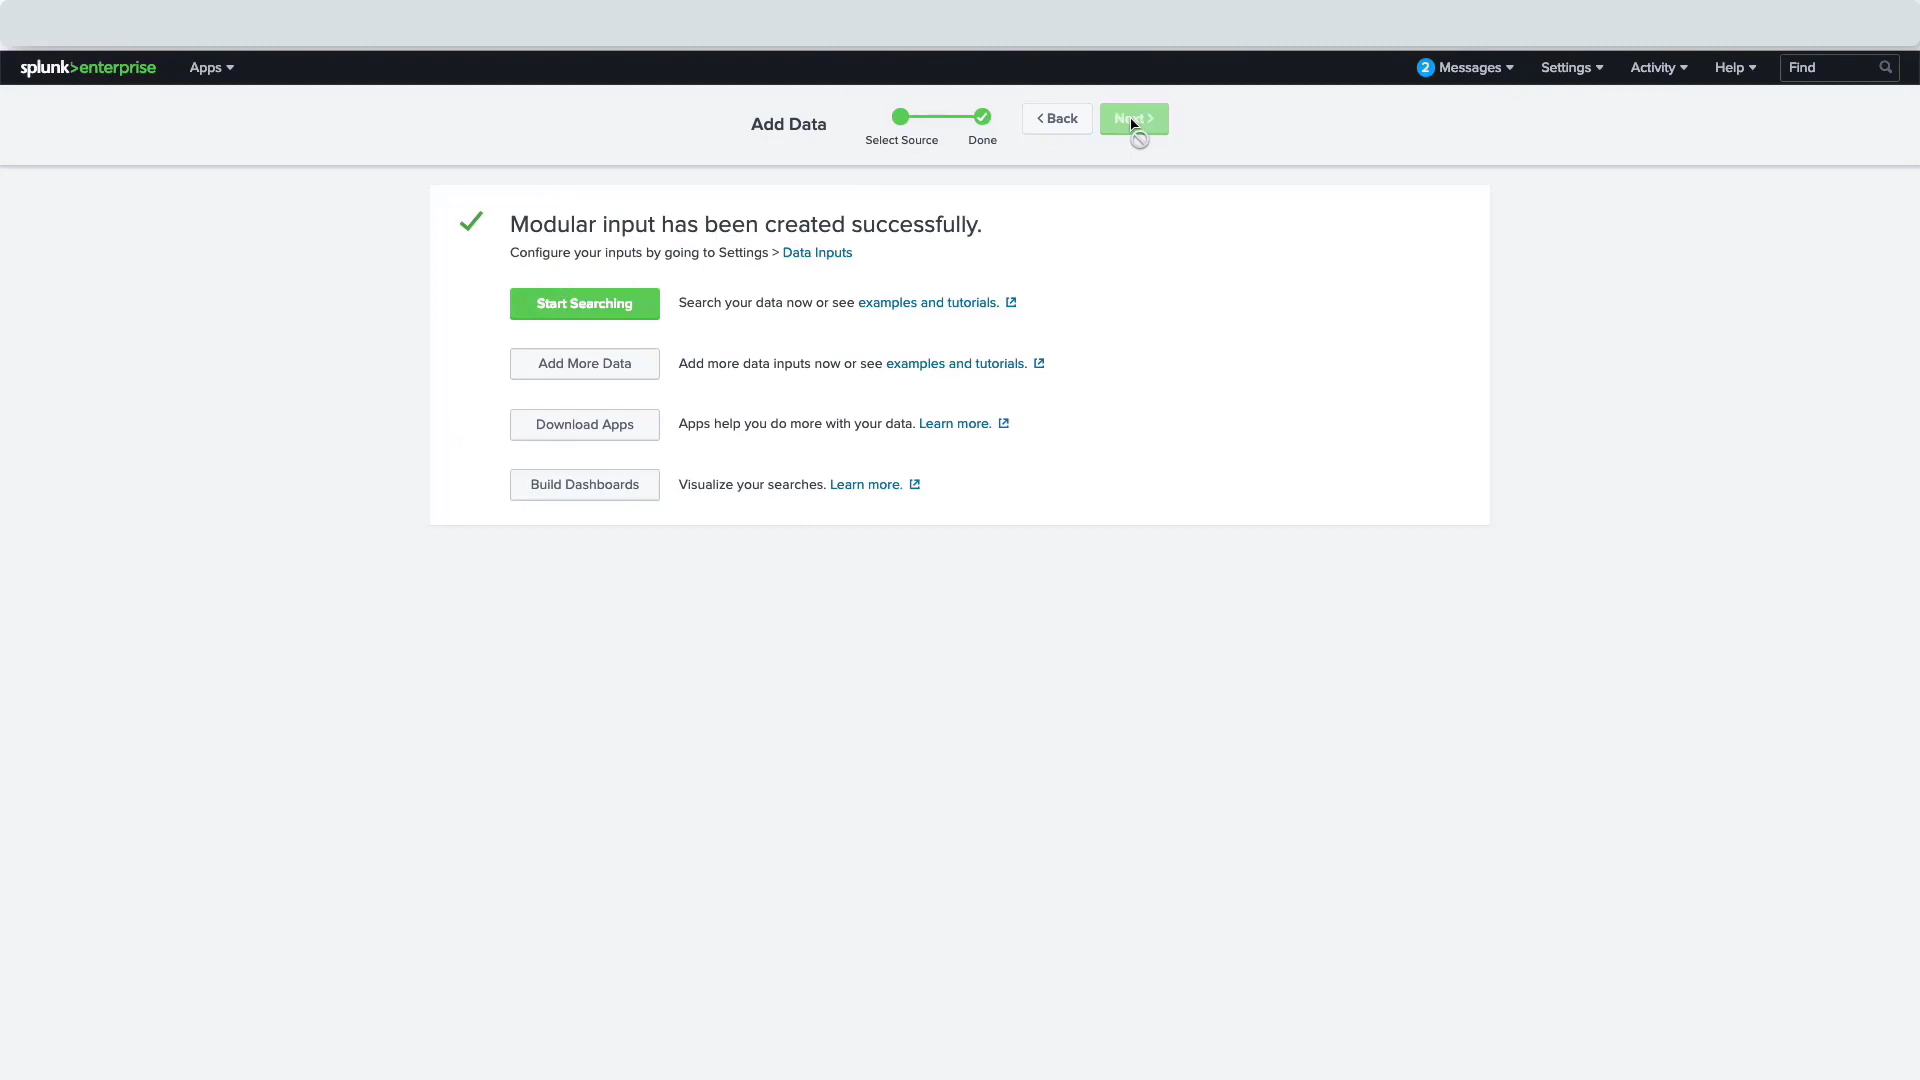 splunk>enterprise Apps 2 Messages Settings Activity Help Find
Add Data
Select Source Done
< Back Next >
Modular input has been created successfully.
Configure your inputs by going to Settings > Data Inputs
Start Searching Search your data now or see examples and tutorials.
Add More Data Add more data inputs now or see examples and tutorials.
Download Apps Apps help you do more with your data. Learn more.
Build Dashboards Visualize your searches. Learn more.